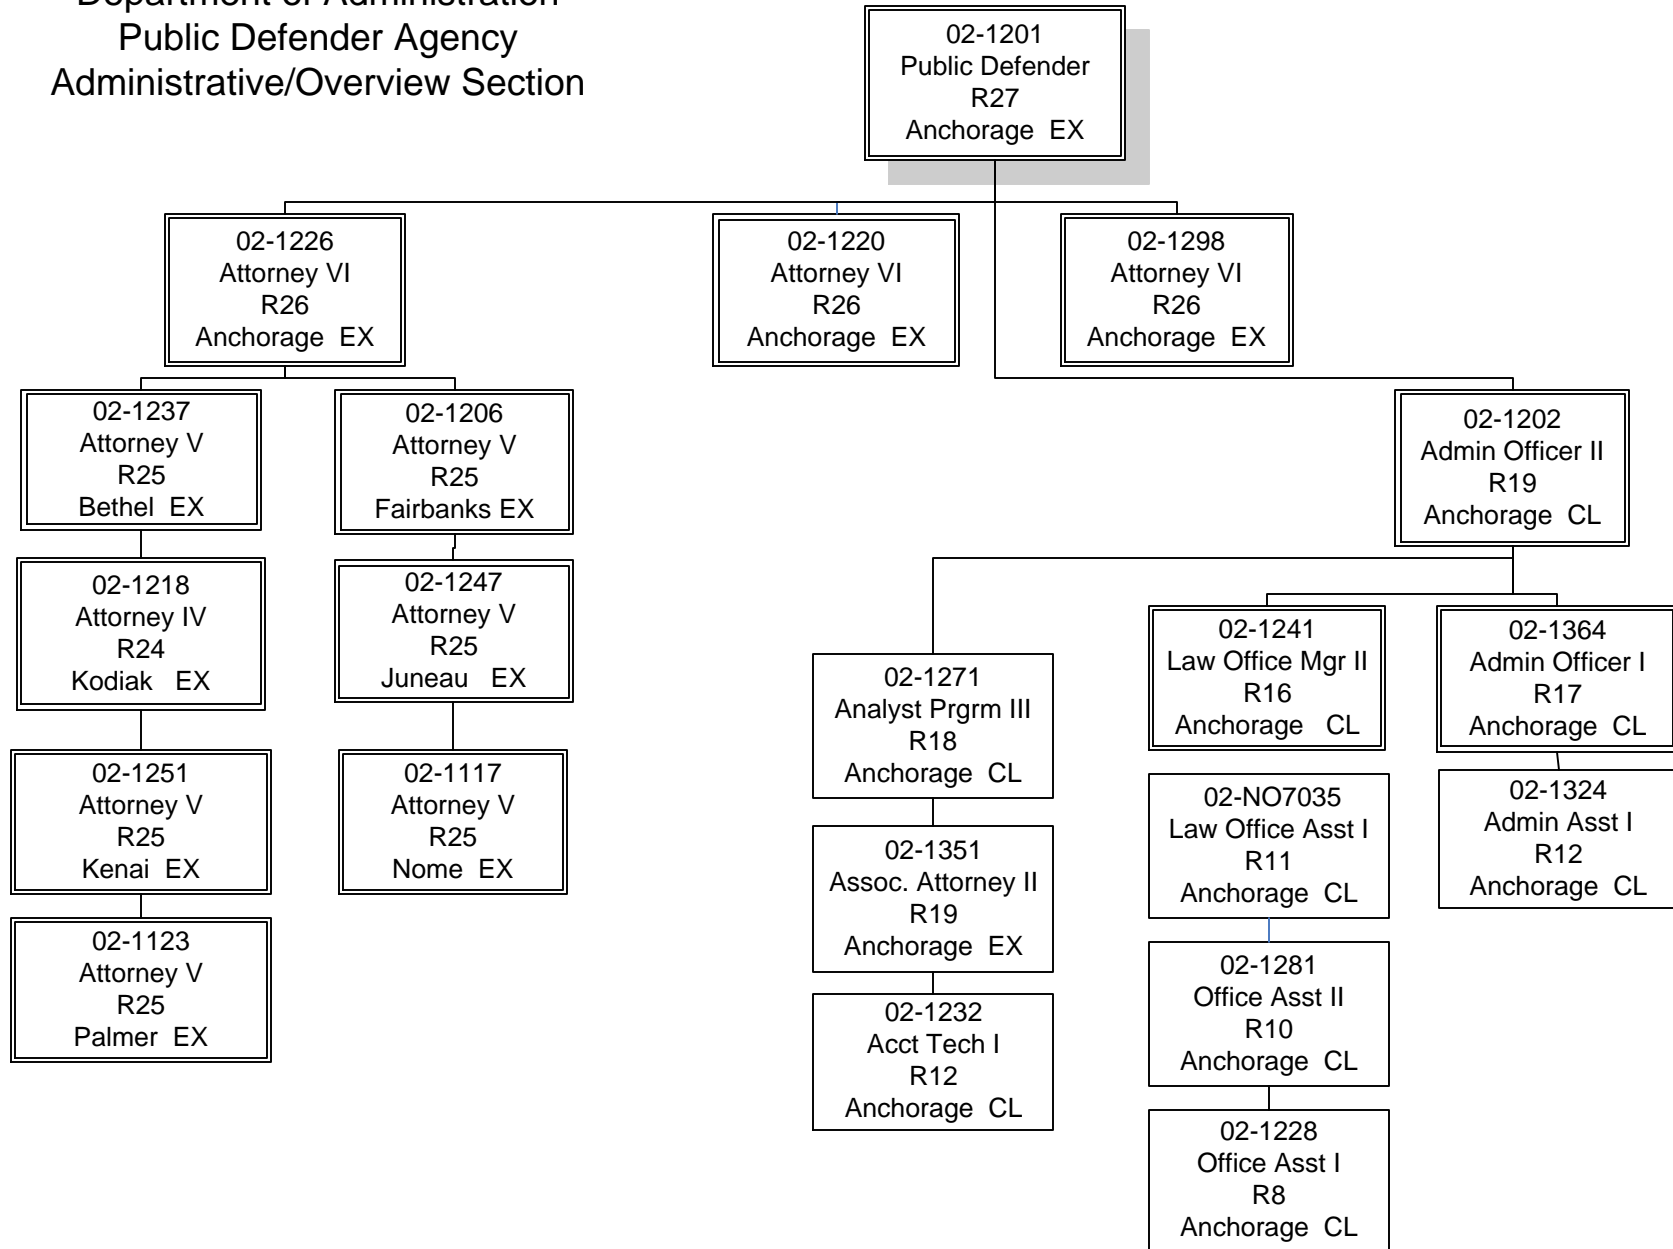 Department of Administration
Public Defender Agency
Administrative/Overview Section
02-1201
Public Defender
R27
Anchorage EX
02-1226
Attorney VI
R26
Anchorage EX
02-1220
Attorney VI
R26
Anchorage EX
02-1298
Attorney VI
R26
Anchorage EX
02-1237
Attorney V
R25
Bethel EX
02-1206
Attorney V
R25
Fairbanks EX
02-1202
Admin Officer II
R19
Anchorage CL
02-1218
Attorney IV
R24
Kodiak EX
02-1247
Attorney V
R25
Juneau EX
02-1241
Law Office Mgr II
R16
Anchorage CL
02-1364
Admin Officer I
R17
Anchorage CL
02-1271
Analyst Prgrm III
R18
Anchorage CL
02-1251
Attorney V
R25
Kenai EX
02-1117
Attorney V
R25
Nome EX
02-NO7035
Law Office Asst I
R11
Anchorage CL
02-1324
Admin Asst I
R12
Anchorage CL
02-1351
Assoc. Attorney II
R19
Anchorage EX
02-1123
Attorney V
R25
Palmer EX
02-1281
Office Asst II
R10
Anchorage CL
02-1232
Acct Tech I
R12
Anchorage CL
02-1228
Office Asst I
R8
Anchorage CL